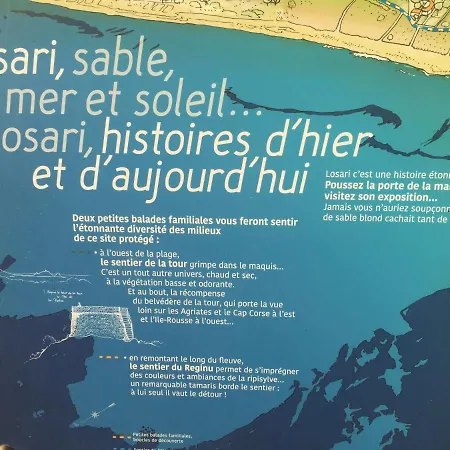 sari, sable,
mer et soleil...
osari, histoires d'hier
et d'aujourd'hui
Losari c'est une histoire éton
Poussez la porte de la ma
visitez son exposition...
Jamais vous n'auriez soupçonn
de sable blond cachait tant de
Deux petites balades familiales vous feront sentir
l'étonnante diversité des milieux
de ce site protégé :
• à l'ouest de la plage,
le sentier de la tour grimpe dans le maquis...
C'est un tout autre univers, chaud et sec,
à la végétation basse et odorante.
Et au bout, la récompense
du belvédère de la tour, qui porte la vue
loin sur les Agriates et le Cap Corse à l'est
et l'Ile-Rousse à l'ouest...
• en remontant le long du fleuve,
le sentier du Reginu permet de s'imprégner
des couleurs et ambiances de la ripisylve...
un remarquable tamaris borde le sentier :
à lui seul il vaut le détour !
Petites balades familiales,
boucles de découverte